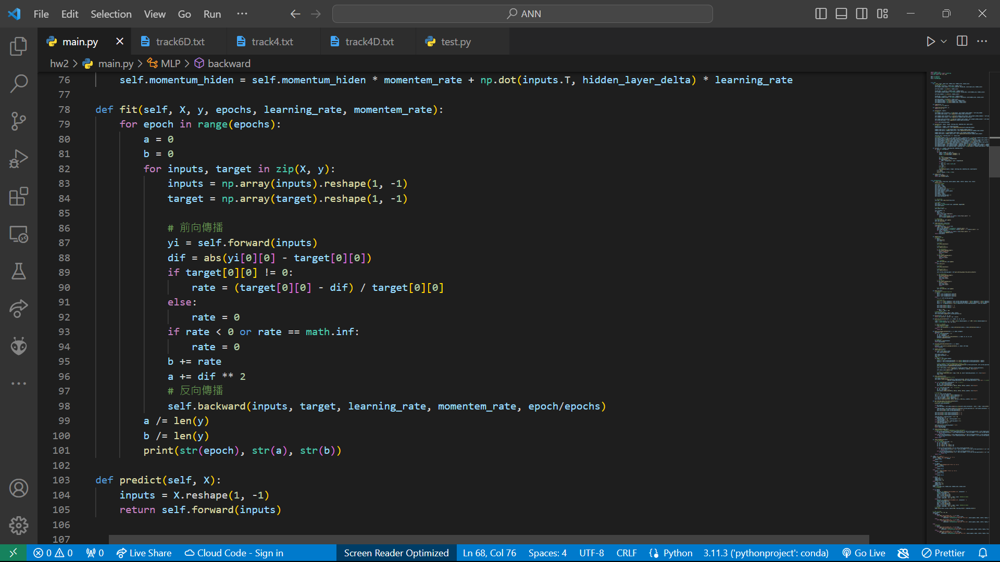 File Edit Selection View Go Run ··· ANN
main.py track6D.txt track4.txt track4D.txt test.py
hw2 > main.py > MLP > backward
76 self.momentum_hiden = self.momentum_hiden * momentem_rate + np.dot(inputs.T, hidden_layer_delta) * learning_rate
77
78 def fit(self, X, y, epochs, learning_rate, momentem_rate):
79 for epoch in range(epochs):
80 a = 0
81 b = 0
82 for inputs, target in zip(X, y):
83 inputs = np.array(inputs).reshape(1, -1)
84 target = np.array(target).reshape(1, -1)
85
86 # 前向傳播
87 yi = self.forward(inputs)
88 dif = abs(yi[0][0] - target[0][0])
89 if target[0][0] != 0:
90 rate = (target[0][0] - dif) / target[0][0]
91 else:
92 rate = 0
93 if rate < 0 or rate == math.inf:
94 rate = 0
95 b += rate
96 a += dif ** 2
97 # 反向傳播
98 self.backward(inputs, target, learning_rate, momentem_rate, epoch/epochs)
99 a /= len(y)
100 b /= len(y)
101 print(str(epoch), str(a), str(b))
102
103 def predict(self, X):
104 inputs = X.reshape(1, -1)
105 return self.forward(inputs)
106
107
0 0 0 Live Share Cloud Code - Sign in Screen Reader Optimized Ln 68, Col 76 Spaces: 4 UTF-8 CRLF Python 3.11.3 ('pythonproject': conda) Go Live Prettier